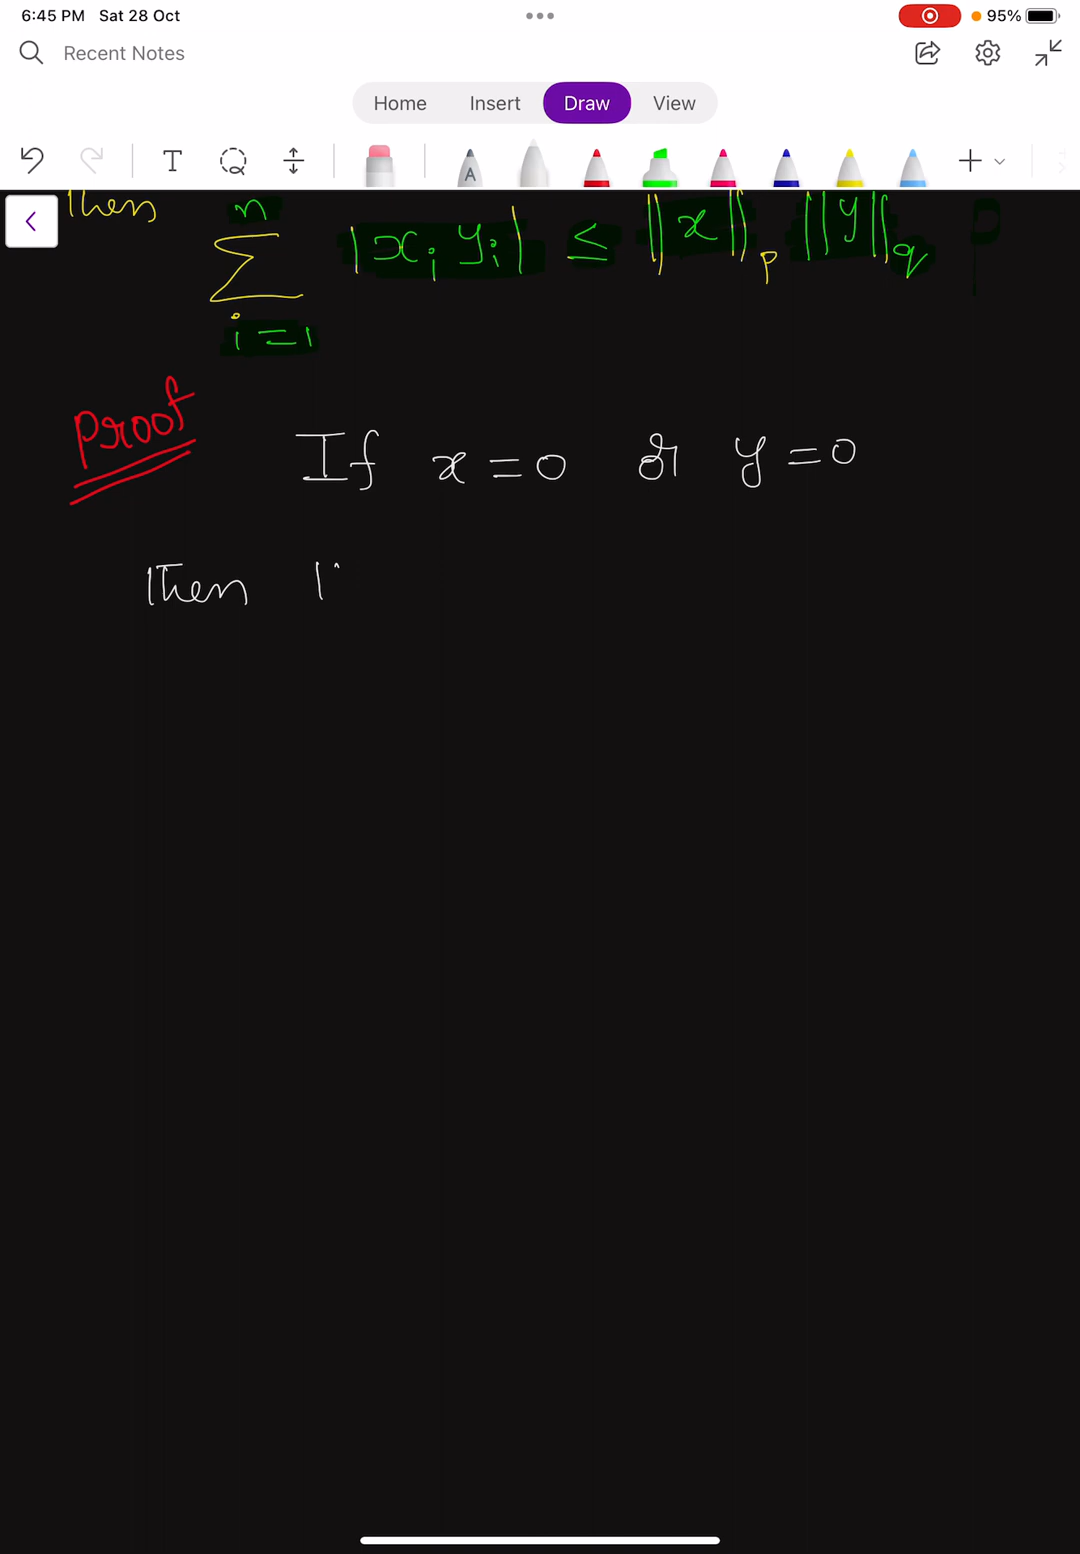 6:45 PM Sat 28 Oct
95%
Recent Notes
Home Insert Draw View
T
A
Then
n
∑ |xᵢ yᵢ| ≤ ||x||ₚ ||y||_q
i=1
Proof
If x=0 or y=0
Then